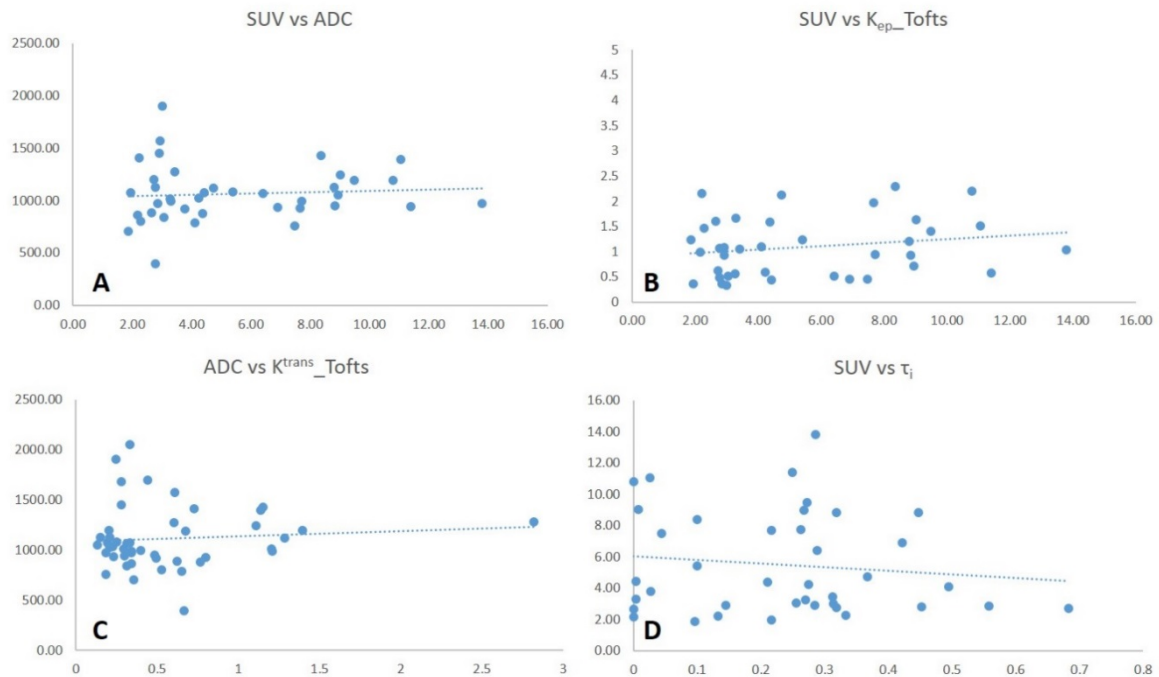 SUV vs ADC
2500.00
2000.00
1500.00
1000.00
500.00
0.00
A
0.00 2.00 4.00 6.00 8.00 10.00 12.00 14.00 16.00
SUV vs Kep_Tofts
5
4.5
4
3.5
3
2.5
2
1.5
1
0.5
0
B
0.00 2.00 4.00 6.00 8.00 10.00 12.00 14.00 16.00
ADC vs Ktrans_Tofts
2500.00
2000.00
1500.00
1000.00
500.00
0.00
C
0 0.5 1 1.5 2 2.5 3
SUV vs τi
16.00
14.00
12.00
10.00
8.00
6.00
4.00
2.00
0.00
D
0 0.1 0.2 0.3 0.4 0.5 0.6 0.7 0.8